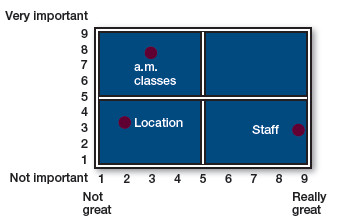 Very important
9
8
7
6
5
4
3
2
1
a.m.
classes
Location
Staff
Not important 1 2 3 4 5 6 7 8 9
Not
great
Really
great